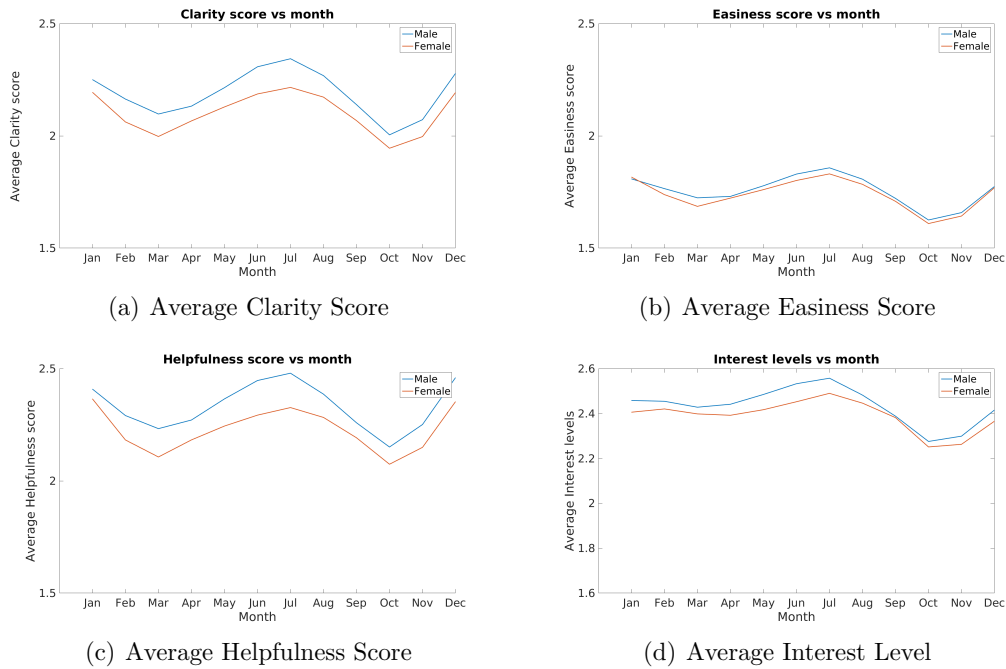 Clarity score vs month
2.5
Male
Female
Average Clarity score
2
1.5
Jan Feb Mar Apr May Jun Jul Aug Sep Oct Nov Dec
Month
(a) Average Clarity Score
Easiness score vs month
2.5
Male
Female
Average Easiness score
2
1.5
Jan Feb Mar Apr May Jun Jul Aug Sep Oct Nov Dec
Month
(b) Average Easiness Score
Helpfulness score vs month
2.5
Male
Female
Average Helpfulness score
2
1.5
Jan Feb Mar Apr May Jun Jul Aug Sep Oct Nov Dec
Month
(c) Average Helpfulness Score
Interest levels vs month
2.6
Male
Female
2.4
2.2
Average Interest levels
2
1.8
1.6
Jan Feb Mar Apr May Jun Jul Aug Sep Oct Nov Dec
Month
(d) Average Interest Level